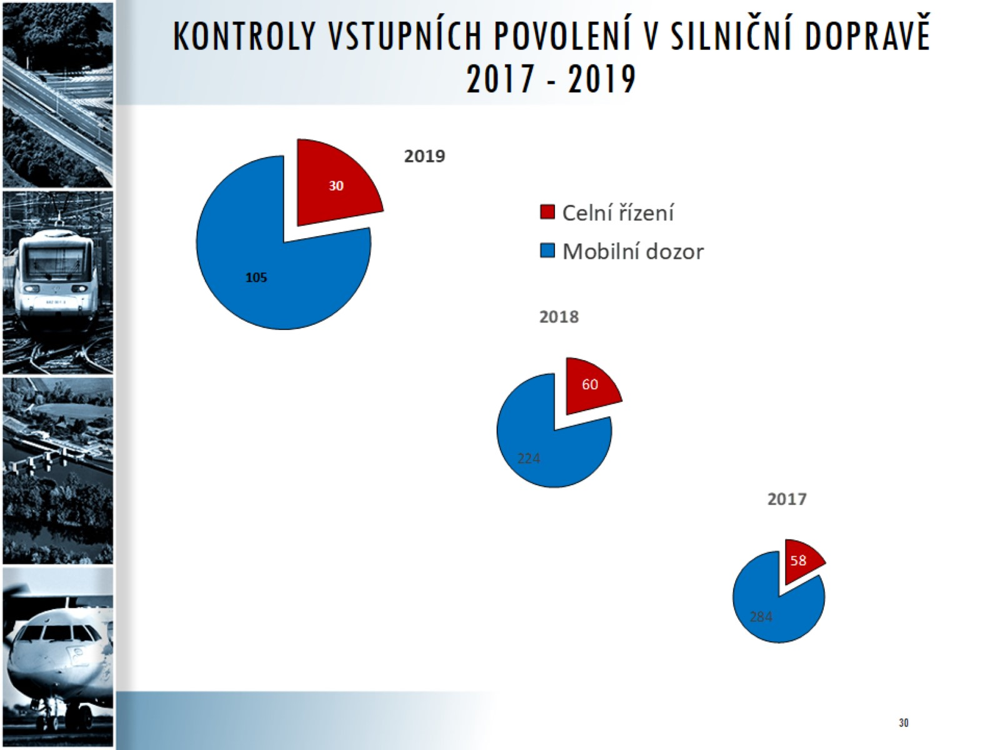 KONTROLY VSTUPNÍCH POVOLENÍ V SILNIČNÍ DOPRAVĚ
2017 - 2019
2019
30
105
Celní řízení
Mobilní dozor
2018
60
224
2017
58
284
30